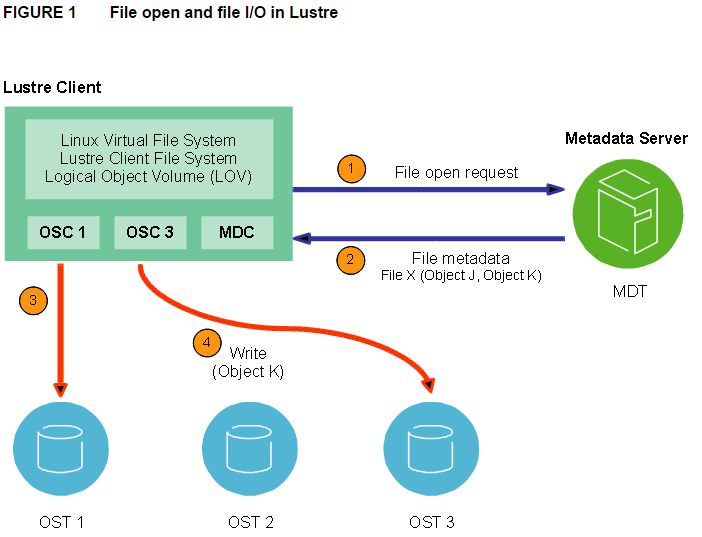 FIGURE 1 File open and file I/O in Lustre
Lustre Client
Linux Virtual File System
Lustre Client File System
Logical Object Volume (LOV)
OSC 1 OSC 3 MDC
1
File open request
Metadata Server
2
File metadata
File X (Object J, Object K)
MDT
3
4
Write
(Object K)
OST 1 OST 2 OST 3